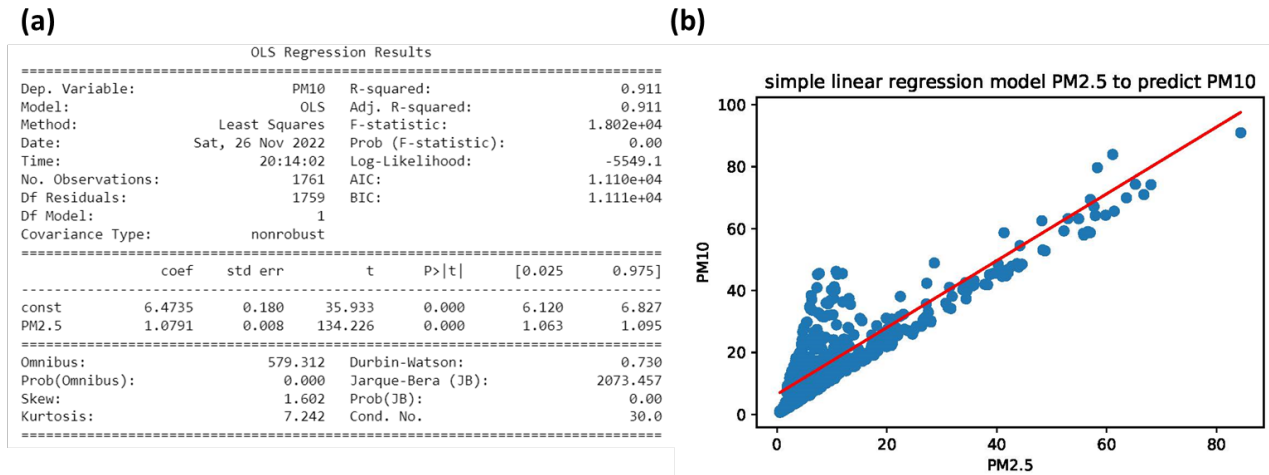 (a)
OLS Regression Results
Dep. Variable: PM10 R-squared: 0.911
Model: OLS Adj. R-squared: 0.911
Method: Least Squares F-statistic: 1.802e+04
Date: Sat, 26 Nov 2022 Prob (F-statistic): 0.00
Time: 20:14:02 Log-Likelihood: -5549.1
No. Observations: 1761 AIC: 1.110e+04
Df Residuals: 1759 BIC: 1.111e+04
Df Model: 1
Covariance Type: nonrobust
coef std err t P>|t| [0.025 0.975]
const 6.4735 0.180 35.933 0.000 6.120 6.827
PM2.5 1.0791 0.008 134.226 0.000 1.063 1.095
Omnibus: 579.312 Durbin-Watson: 0.730
Prob(Omnibus): 0.000 Jarque-Bera (JB): 2073.457
Skew: 1.602 Prob(JB): 0.00
Kurtosis: 7.242 Cond. No. 30.0
(b)
simple linear regression model PM2.5 to predict PM10
100
80
60
40
20
0
PM10
0 20 40 60 80
PM2.5